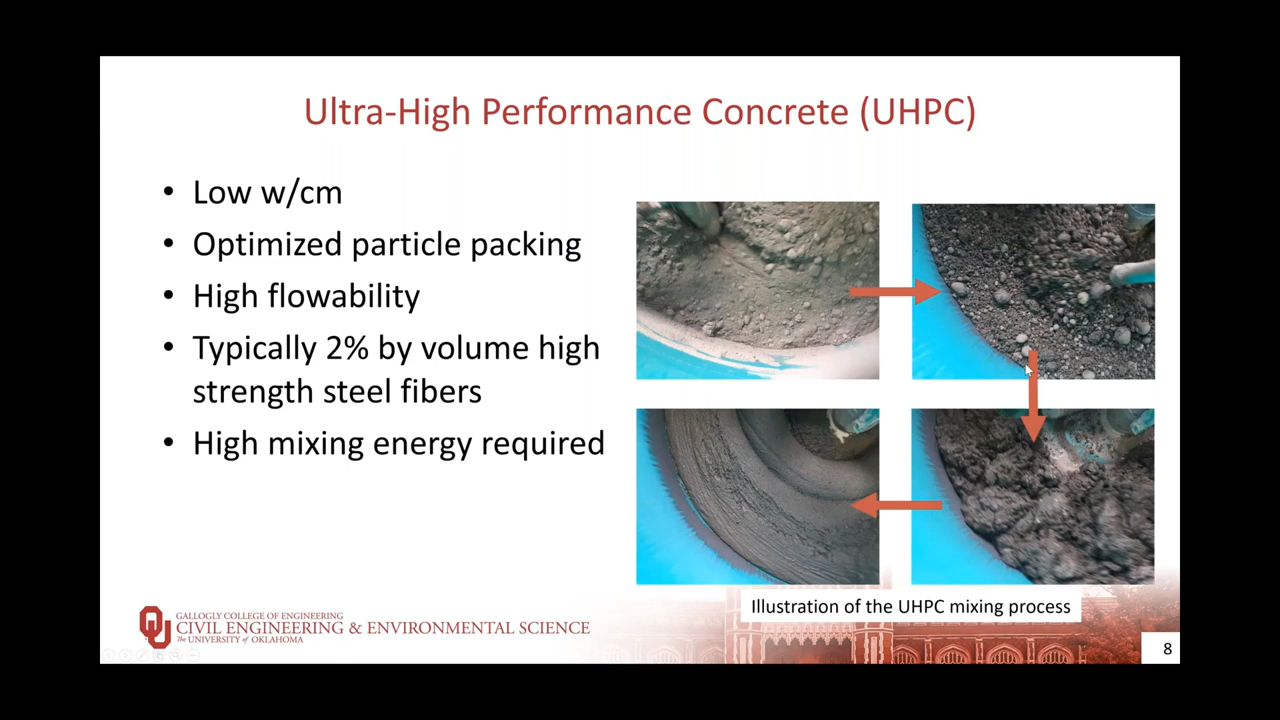 Ultra-High Performance Concrete (UHPC)
• Low w/cm
• Optimized particle packing
• High flowability
• Typically 2% by volume high
strength steel fibers
• High mixing energy required
Illustration of the UHPC mixing process
OU
GALLOGLY COLLEGE OF ENGINEERING
CIVIL ENGINEERING & ENVIRONMENTAL SCIENCE
The UNIVERSITY of OKLAHOMA
8